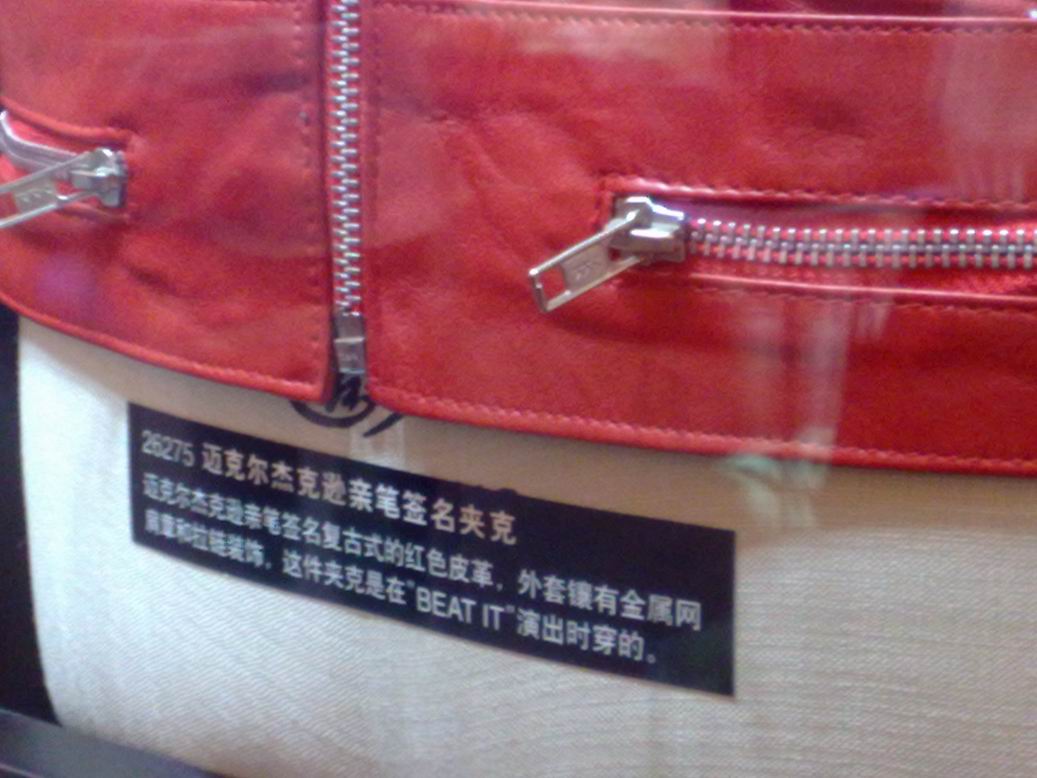 26275 迈克尔杰克逊亲笔签名夹克
迈克尔杰克逊亲笔签名复古式的红色皮革，外套镶有金属网
肩章和拉链装饰，这件夹克是在"BEAT IT"演出时穿的。